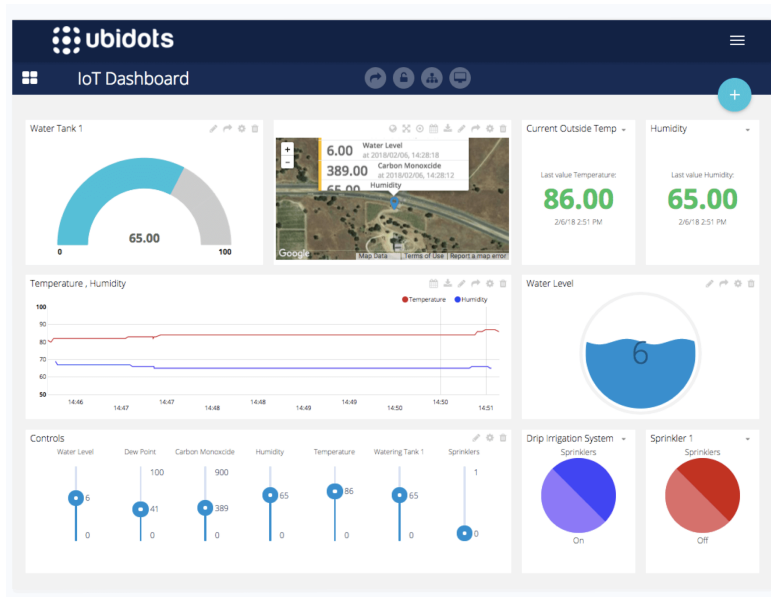 ubidots
IoT Dashboard
+
Water Tank 1
65.00
0
100
+
-
6.00 Water Level
at 2018/02/06, 14:28:18
389.00 Carbon Monoxcide
at 2018/02/06, 14:28:12
65.00 Humidity
Google
Map Data
Terms of Use
Report a map error
Current Outside Temp
Last value Temperature:
86.00
2/6/18 2:51 PM
Humidity
Last value Humidity:
65.00
2/6/18 2:51 PM
Temperature , Humidity
Temperature Humidity
100
90
80
70
60
50
14:46 14:47 14:47 14:48 14:48 14:49 14:49 14:50 14:50 14:51
Water Level
6
Controls
Water Level Dew Point Carbon Monoxcide Humidity Temperature Watering Tank 1 Sprinklers
100 900 1
6 41 389 65 86 65 0
0 0 0 0 0 0
Drip irrigation System
Sprinklers
On
Sprinkler 1
Sprinklers
Off